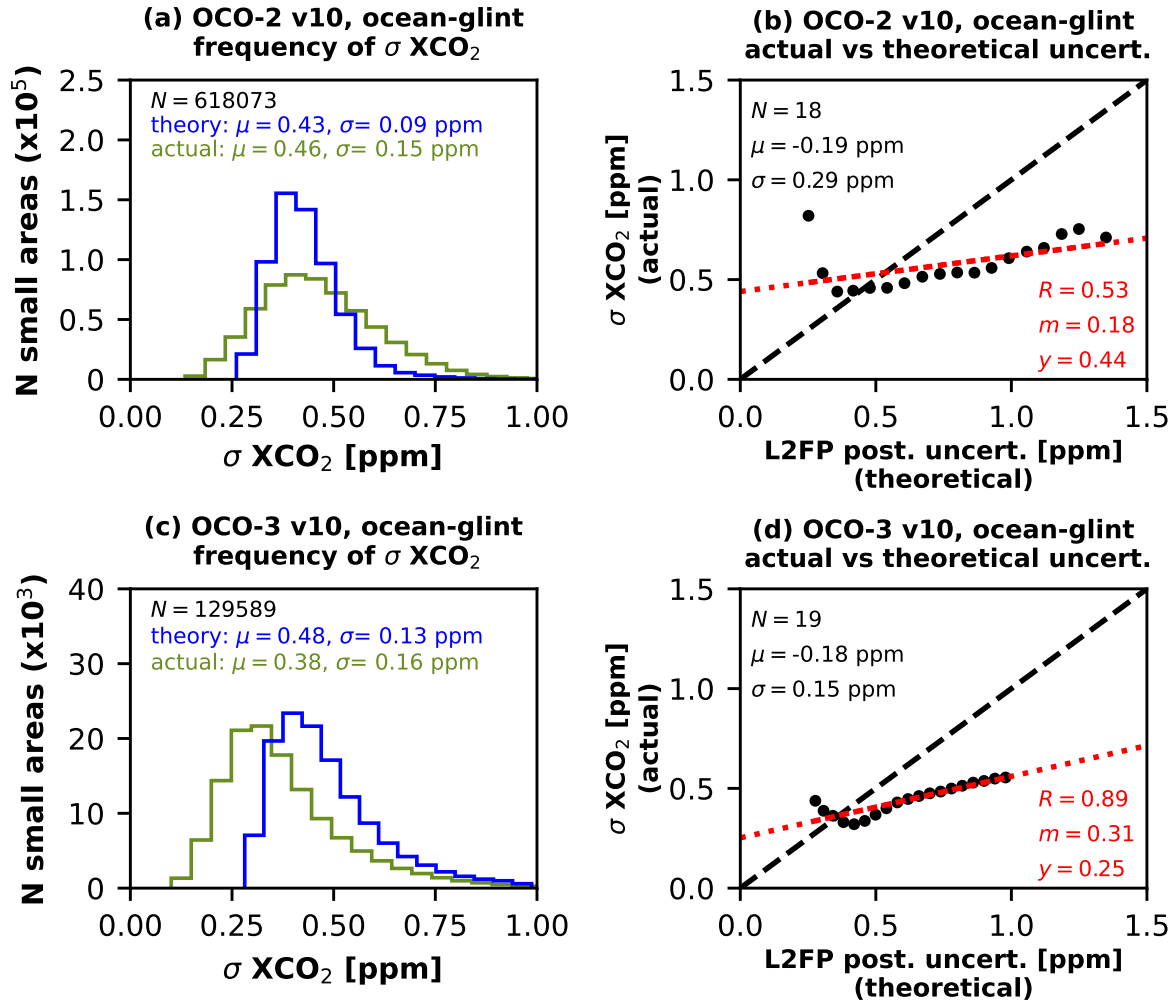 (a) OCO-2 v10, ocean-glint
frequency of σ XCO₂
N = 618073
theory: μ = 0.43, σ= 0.09 ppm
actual: μ = 0.46, σ= 0.15 ppm
N small areas (x10⁵)
2.5
2.0
1.5
1.0
0.5
0
0.00 0.25 0.50 0.75 1.00
σ XCO₂ [ppm]
(b) OCO-2 v10, ocean-glint
actual vs theoretical uncert.
N = 18
μ = -0.19 ppm
σ = 0.29 ppm
σ XCO₂ [ppm]
(actual)
1.5
1.0
0.5
0.0
R = 0.53
m = 0.18
y = 0.44
0.0 0.5 1.0 1.5
L2FP post. uncert. [ppm]
(theoretical)
(c) OCO-3 v10, ocean-glint
frequency of σ XCO₂
N = 129589
theory: μ = 0.48, σ= 0.13 ppm
actual: μ = 0.38, σ= 0.16 ppm
N small areas (x10³)
40
30
20
10
0
0.00 0.25 0.50 0.75 1.00
σ XCO₂ [ppm]
(d) OCO-3 v10, ocean-glint
actual vs theoretical uncert.
N = 19
μ = -0.18 ppm
σ = 0.15 ppm
σ XCO₂ [ppm]
(actual)
1.5
1.0
0.5
0.0
R = 0.89
m = 0.31
y = 0.25
0.0 0.5 1.0 1.5
L2FP post. uncert. [ppm]
(theoretical)